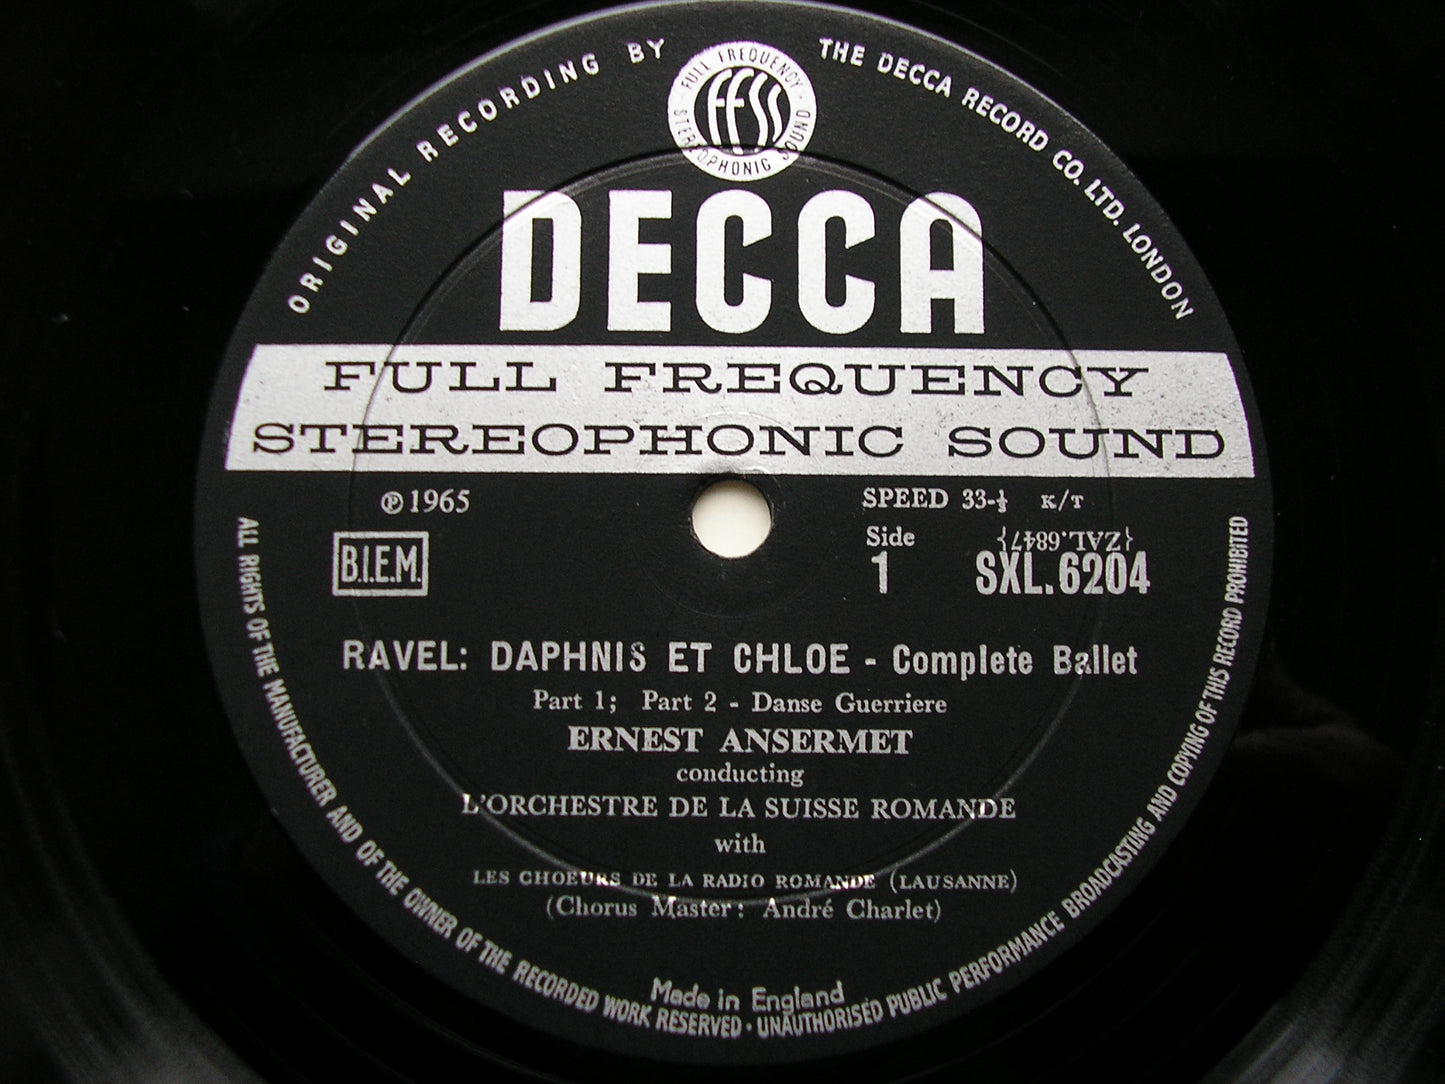 ORIGINAL RECORDING BY THE DECCA RECORD CO. LTD. LONDON
FULL FREQUENCY STEREOPHONIC SOUND
FFSS
DECCA
FULL FREQUENCY
STEREOPHONIC SOUND
℗1965
SPEED 33-⅓ K/T
B.I.E.M.
Side
1
{ZAL.6847}
SXL.6204
RAVEL: DAPHNIS ET CHLOE - Complete Ballet
Part 1; Part 2 - Danse Guerriere
ERNEST ANSERMET
conducting
L'ORCHESTRE DE LA SUISSE ROMANDE
with
LES CHOEURS DE LA RADIO ROMANDE (LAUSANNE)
(Chorus Master: André Charlet)
Made in England
ALL RIGHTS OF THE MANUFACTURER AND OF THE OWNER OF THE RECORDED WORK RESERVED · UNAUTHORISED PUBLIC PERFORMANCE BROADCASTING AND COPYING OF THIS RECORD PROHIBITED